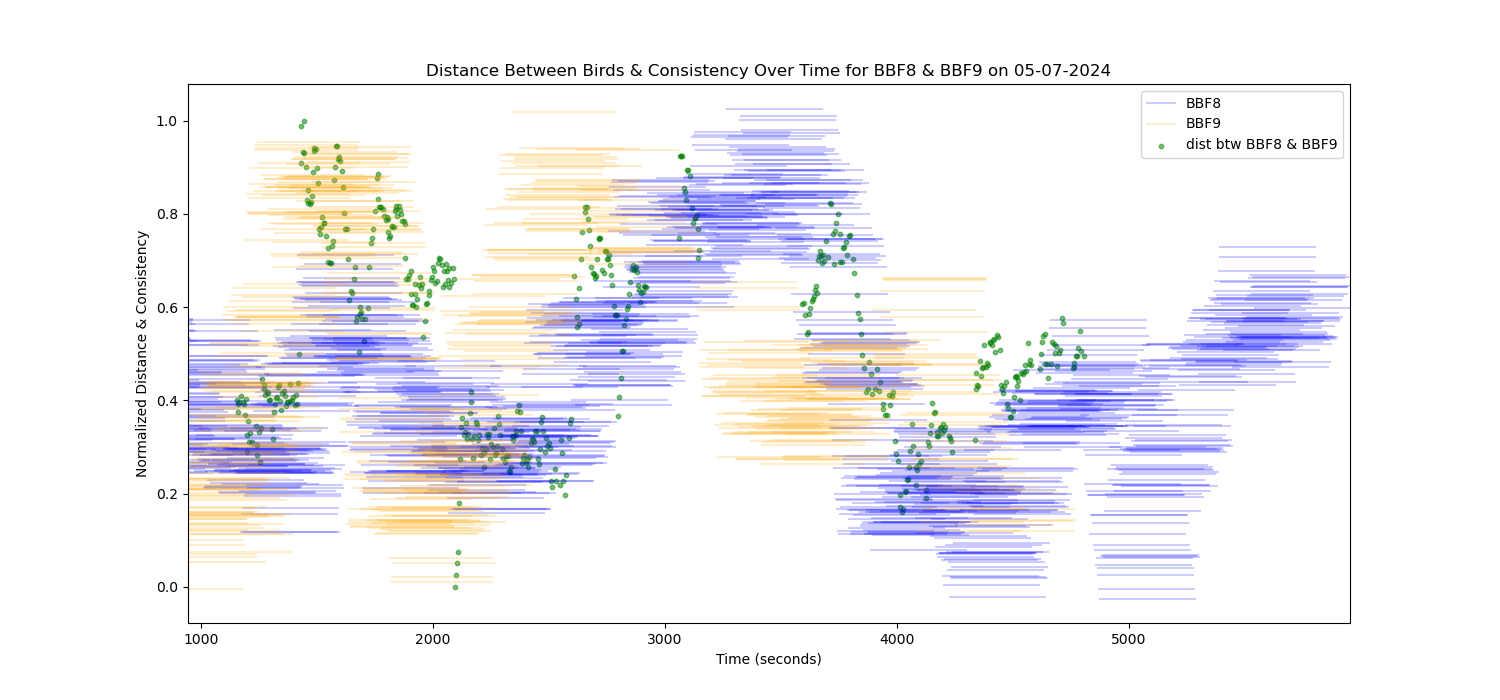 Distance Between Birds & Consistency Over Time for BBF8 & BBF9 on 05-07-2024
BBF8
BBF9
dist btw BBF8 & BBF9
Normalized Distance & Consistency
1.0
0.8
0.6
0.4
0.2
0.0
1000 2000 3000 4000 5000
Time (seconds)